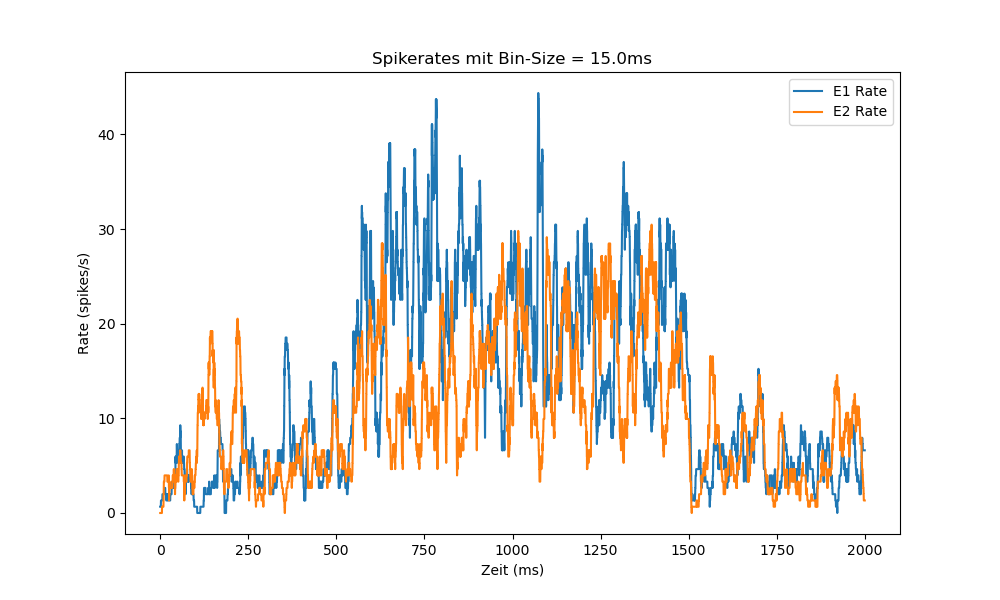 Spikerates mit Bin-Size = 15.0ms
E1 Rate
E2 Rate
Rate (spikes/s)
40
30
20
10
0
0 250 500 750 1000 1250 1500 1750 2000
Zeit (ms)